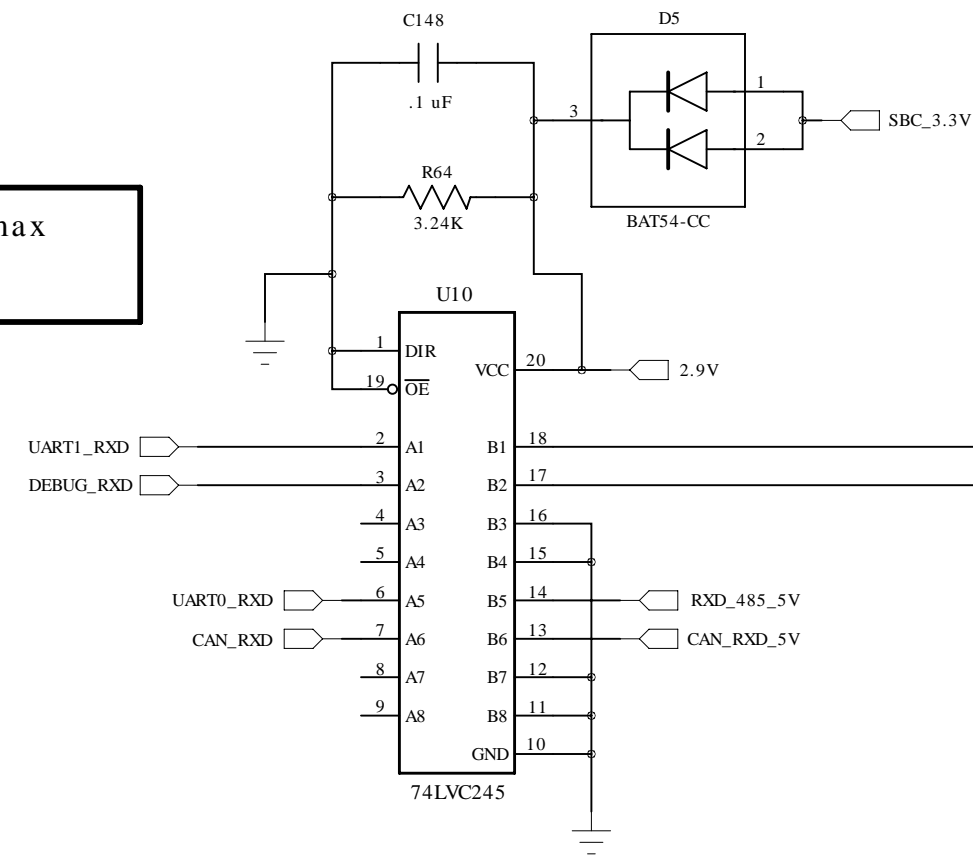 C148
D5
.1 uF
1
3
SBC_3.3V
2
R64
3.24K
BAT54-CC
U10
1
DIR
20
VCC
2.9V
19
OE
UART1_RXD
2
A1
B1
18
DEBUG_RXD
3
A2
B2
17
4
A3
B3
16
5
A4
B4
15
UART0_RXD
6
A5
B5
14
RXD_485_5V
CAN_RXD
7
A6
B6
13
CAN_RXD_5V
8
A7
B7
12
9
A8
B8
11
GND
10
74LVC245